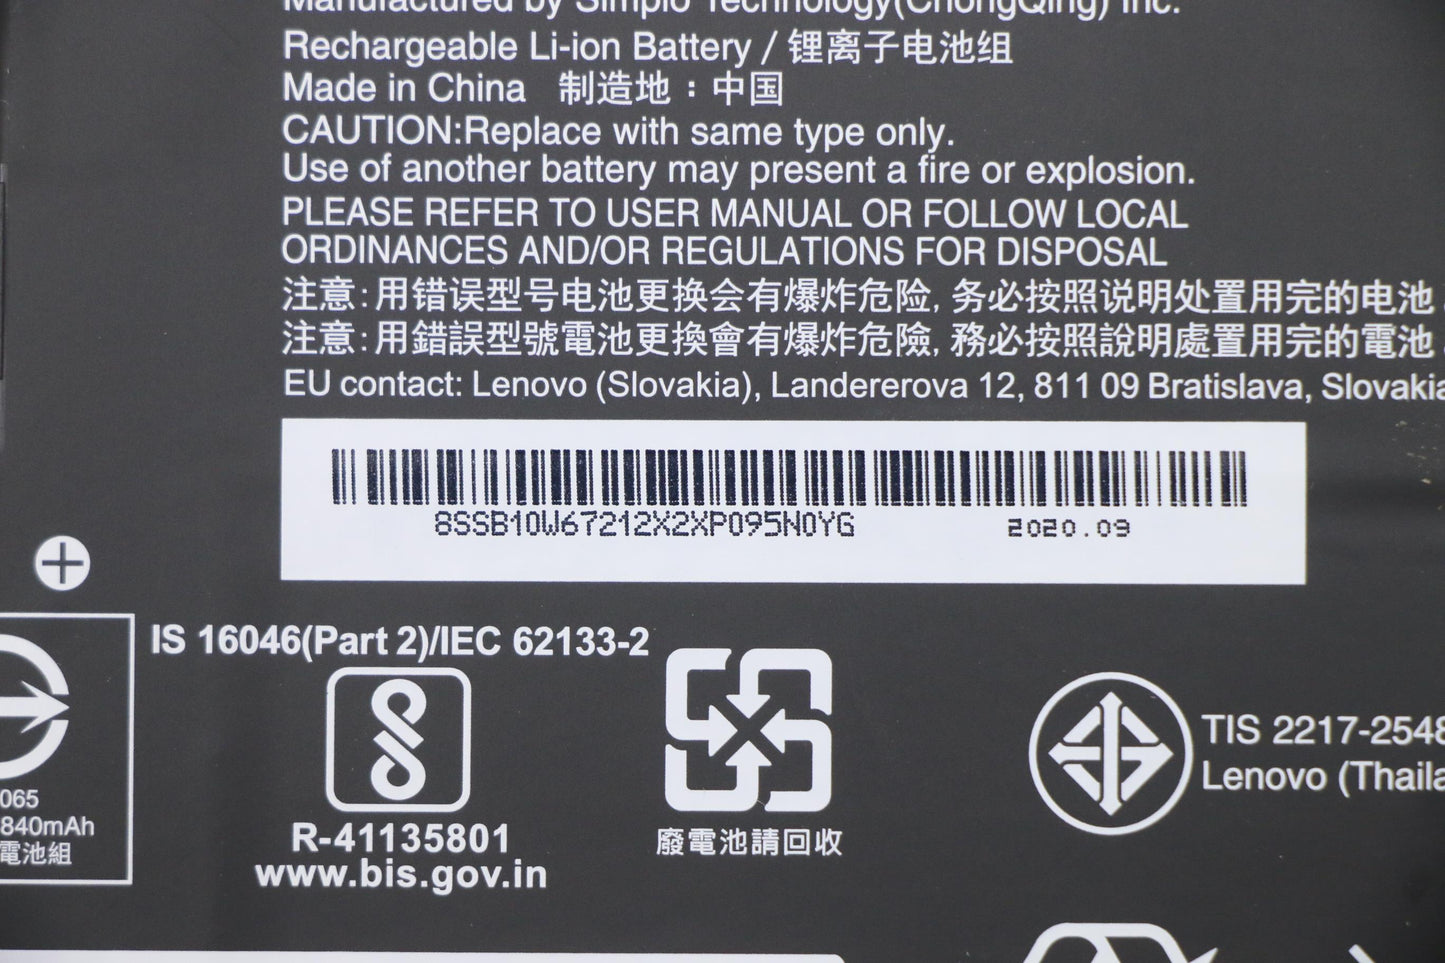 Manufactured by Simplo Technology(ChongQing) Inc.
Rechargeable Li-ion Battery / 锂离子电池组
Made in China 制造地：中国
CAUTION:Replace with same type only.
Use of another battery may present a fire or explosion.
PLEASE REFER TO USER MANUAL OR FOLLOW LOCAL
ORDINANCES AND/OR REGULATIONS FOR DISPOSAL
注意:用错误型号电池更换会有爆炸危险,务必按照说明处置用完的电池
注意:用錯誤型號電池更換會有爆炸危險,務必按照說明處置用完的電池
EU contact: Lenovo (Slovakia), Landererova 12, 811 09 Bratislava, Slovakia
8SSB10W67212X2XP095N0YG 2020.09
IS 16046(Part 2)/IEC 62133-2
R-41135801
www.bis.gov.in
065
840mAh
電池組
廢電池請回收
TIS 2217-2548
Lenovo (Thaila